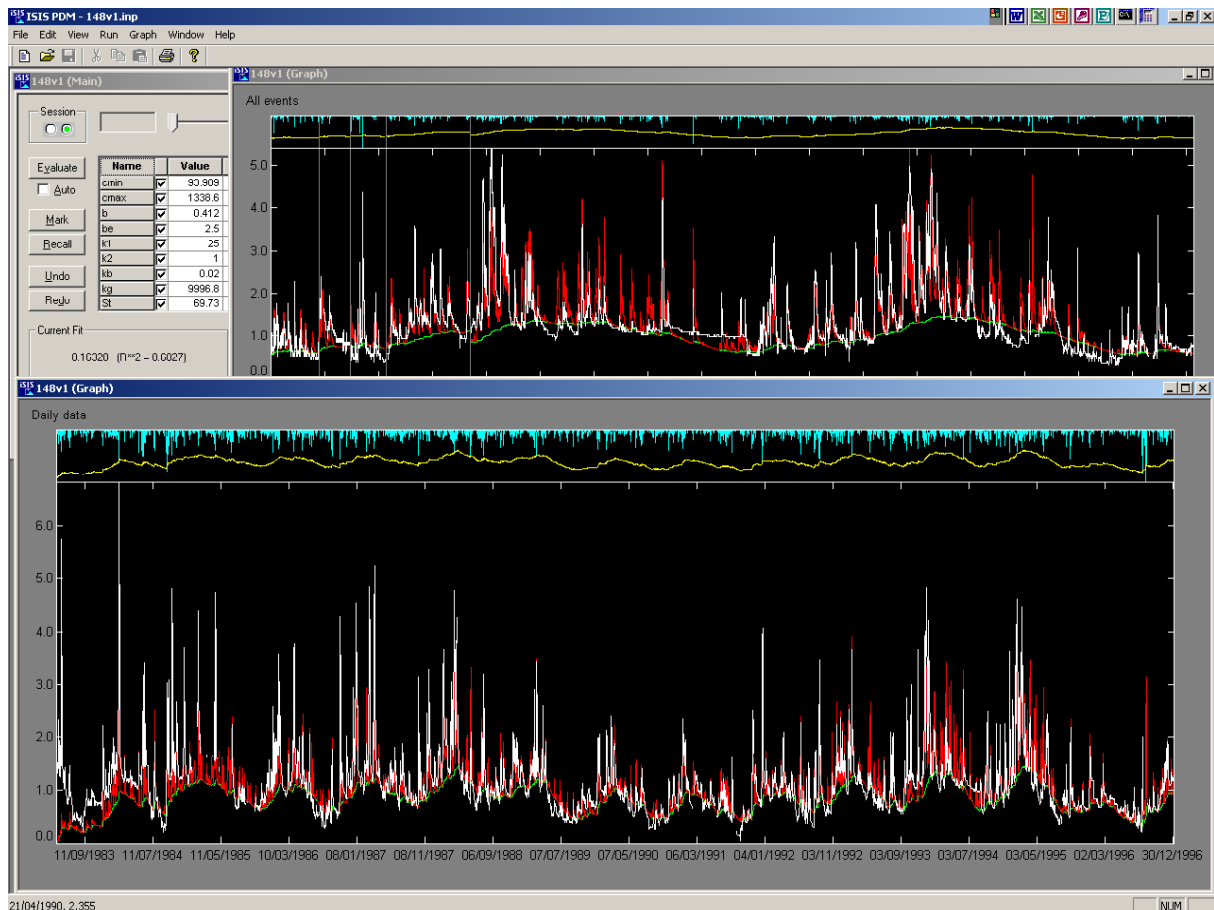 ISIS PDM - 148v1.inp
File Edit View Run Graph Window Help
148v1 (Main)
Session
Evaluate
Auto
Mark
Recall
Undo
Name Value
cmin 93.909
cmax 1338.6
b 0.412
be 2.5
k1 25
k2 1
kb 0.02
kg 9996.8
St 69.73
Current Fit
148v1 (Graph)
All events
5.0
4.0
3.0
2.0
1.0
0.0
148v1 (Graph)
Daily data
6.0
5.0
4.0
3.0
2.0
1.0
0.0
11/09/1983 11/07/1984 11/05/1985 10/03/1986 08/01/1987 08/11/1987 06/09/1988 07/07/1989 07/05/1990 06/03/1991 04/01/1992 03/11/1992 03/09/1993 03/07/1994 03/05/1995 02/03/1996 30/12/1996
21/04/1990, 2.355
NUM